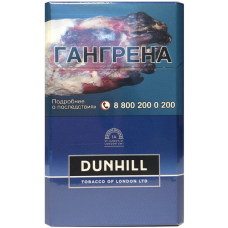 ГАНГРЕНА
Подробнее
о последствиях
8 800 200 0 200
DUNHILL
TOBACCO OF LONDON LTD